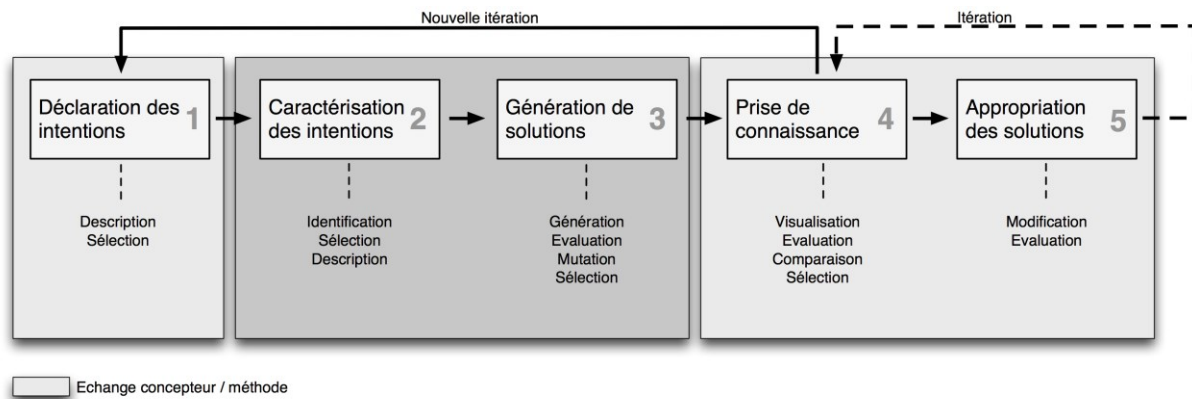 Nouvelle itération
Itération
Déclaration des
intentions
1
Caractérisation
des intentions
2
Génération de
solutions
3
Prise de
connaissance
4
Appropriation
des solutions
5
Description
Sélection
Identification
Sélection
Description
Génération
Evaluation
Mutation
Sélection
Visualisation
Evaluation
Comparaison
Sélection
Modification
Evaluation
Echange concepteur / méthode